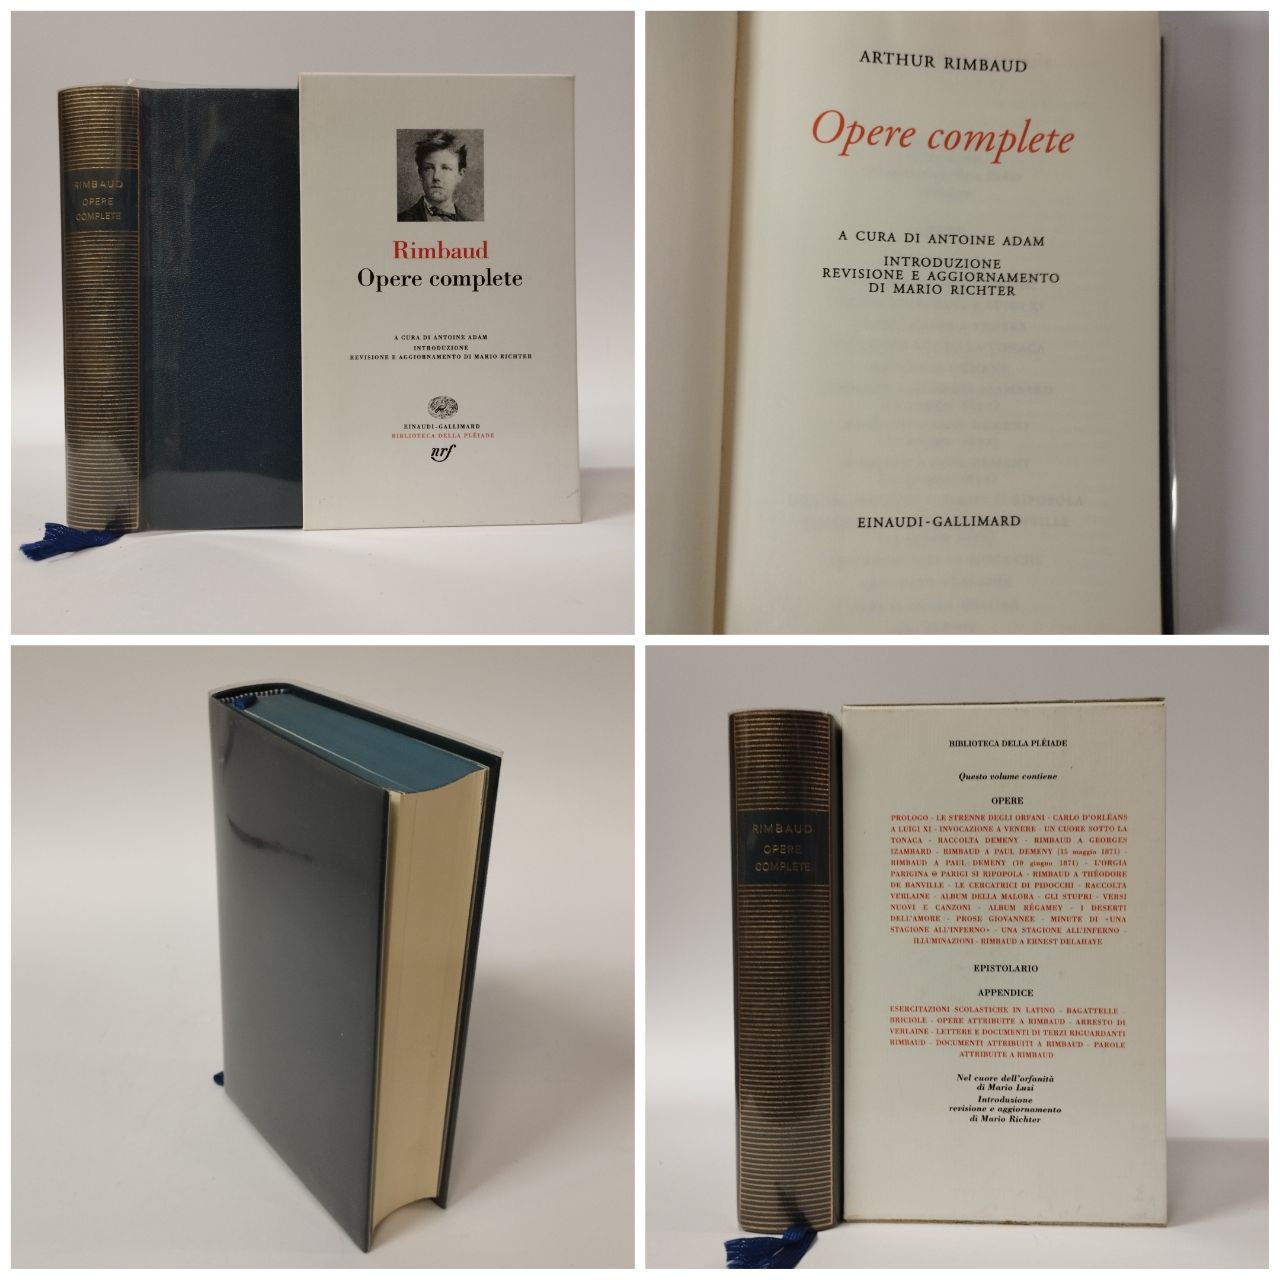 RIMBAUD
OPERE
COMPLETE
Rimbaud
Opere complete
A CURA DI ANTOINE ADAM
INTRODUZIONE
REVISIONE E AGGIORNAMENTO DI MARIO RICHTER
EINAUDI-GALLIMARD
BIBLIOTECA DELLA PLÉIADE
nrf
ARTHUR RIMBAUD
Opere complete
A CURA DI ANTOINE ADAM
INTRODUZIONE
REVISIONE E AGGIORNAMENTO
DI MARIO RICHTER
EINAUDI-GALLIMARD
RIMBAUD
OPERE
COMPLETE
BIBLIOTECA DELLA PLÉIADE
Questo volume contiene
OPERE
PROLOGO - LE STRENNE DEGLI ORFANI - CARLO D'ORLÉANS
A LUIGI XI - INVOCAZIONE A VENERE - UN CUORE SOTTO LA
TONACA - RACCOLTA DEMENY - RIMBAUD A GEORGES
IZAMBARD - RIMBAUD A PAUL DEMENY (15 maggio 1871) -
RIMBAUD A PAUL DEMENY (10 giugno 1871) - L'ORGIA
PARIGINA O PARIGI SI RIPOPOLA - RIMBAUD A THÉODORE
DE BANVILLE - LE CERCATRICI DI PIDOCCHI - RACCOLTA
VERLAINE - ALBUM DELLA MALORA - GLI STUPRI - VERSI
NUOVI E CANZONI - ALBUM RÉGAMEY - I DESERTI
DELL'AMORE - PROSE GIOVANNEE - MINUTE DI «UNA
STAGIONE ALL'INFERNO» - UNA STAGIONE ALL'INFERNO -
ILLUMINAZIONI - RIMBAUD A ERNEST DELAHAYE
EPISTOLARIO
APPENDICE
ESERCITAZIONI SCOLASTICHE IN LATINO - BAGATTELLE -
BRICIOLE - OPERE ATTRIBUITE A RIMBAUD - ARRESTO DI
VERLAINE - LETTERE E DOCUMENTI DI TERZI RIGUARDANTI
RIMBAUD - DOCUMENTI ATTRIBUITI A RIMBAUD - PAROLE
ATTRIBUITE A RIMBAUD
Nel cuore dell'orfanità
di Mario Luzi
Introduzione
revisione e aggiornamento
di Mario Richter